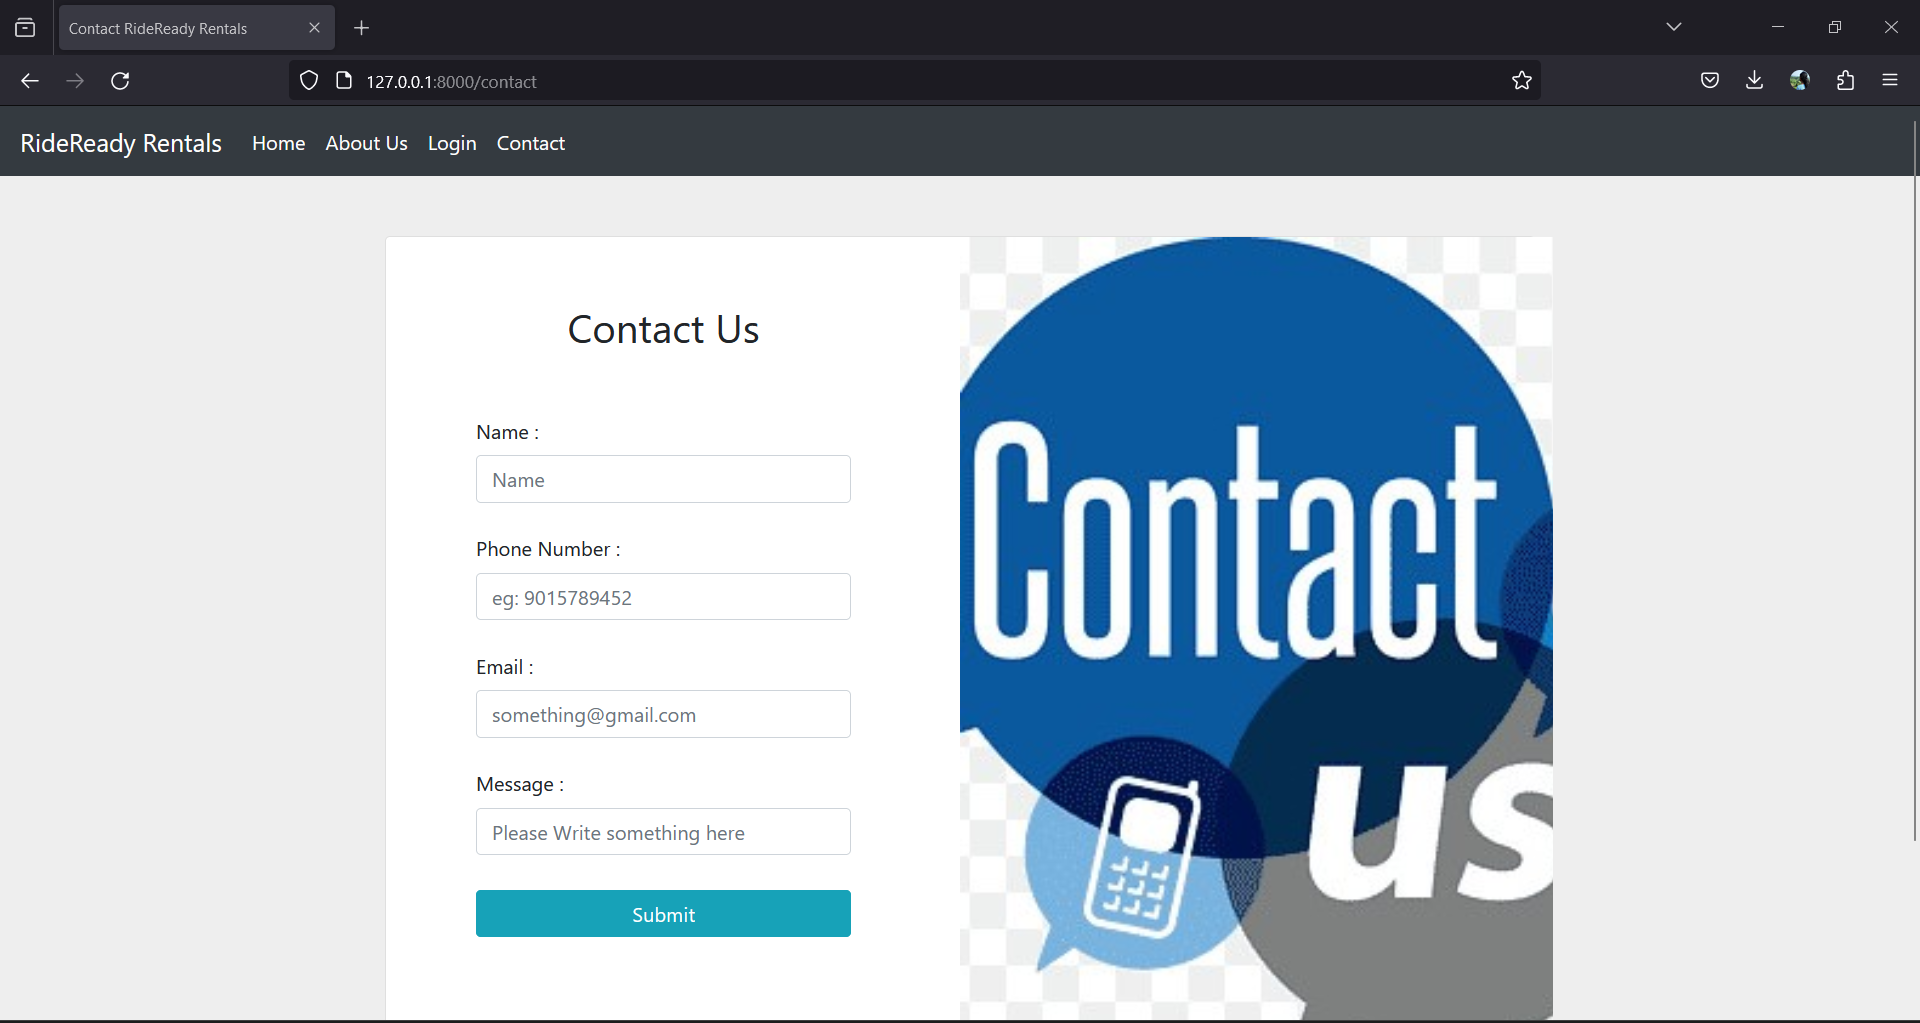 Contact RideReady Rentals
127.0.0.1:8000/contact
RideReady Rentals Home About Us Login Contact
Contact Us
Name :
Name
Phone Number :
eg: 9015789452
Email :
something@gmail.com
Message :
Please Write something here
Submit
Contact
us